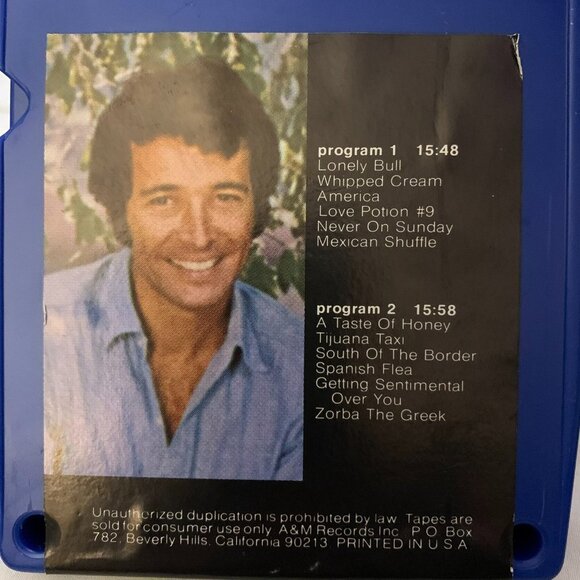 program 1 15:48
Lonely Bull
Whipped Cream
America
Love Potion #9
Never On Sunday
Mexican Shuffle
program 2 15:58
A Taste Of Honey
Tijuana Taxi
South Of The Border
Spanish Flea
Getting Sentimental
Over You
Zorba The Greek
Unauthorized duplication is prohibited by law. Tapes are
sold for consumer use only. A&M Records Inc. P.O. Box
782, Beverly Hills, California 90213. PRINTED IN U S A